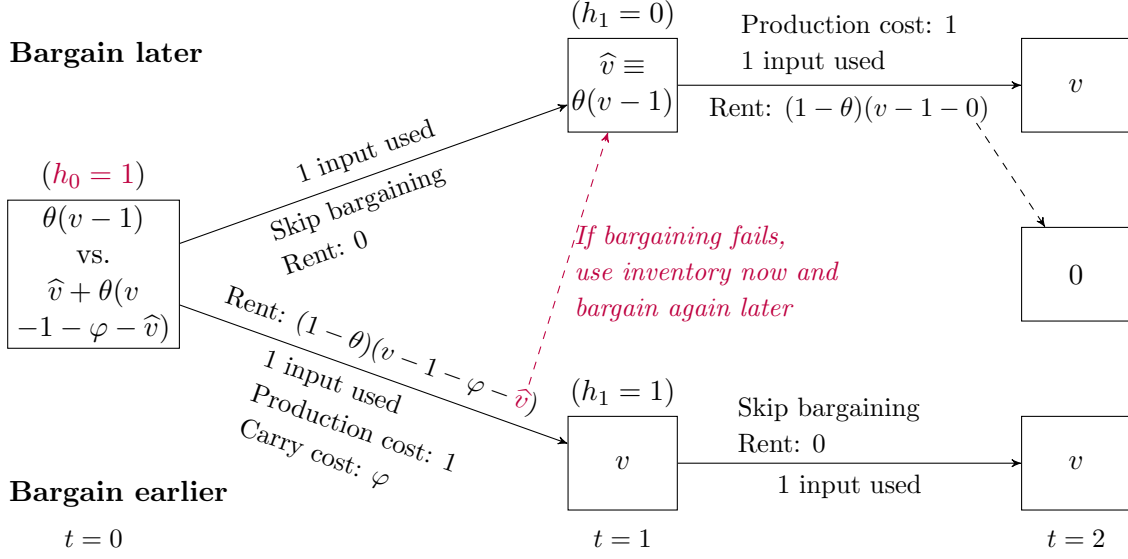 Bargain later
(h₀ = 1)
θ(v − 1)
vs.
v̂ + θ(v
−1 − φ − v̂)
1 input used
Skip bargaining
Rent: 0
(h₁ = 0)
v̂ ≡
θ(v − 1)
Production cost: 1
1 input used
Rent: (1 − θ)(v − 1 − 0)
v
0
If bargaining fails,
use inventory now and
bargain again later
Rent: (1 − θ)(v − 1 − φ − v̂)
1 input used
Production cost: 1
Carry cost: φ
(h₁ = 1)
v
Skip bargaining
Rent: 0
1 input used
v
Bargain earlier
t = 0
t = 1
t = 2